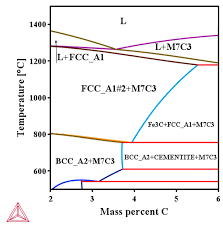 L
L+FCC_A1
L+M7C3
FCC_A1#2+M7C3
Fe3C+FCC_A1+M7C3
BCC_A2+M7C3
BCC_A2+CEMENTITE+M7C3
Temperature [°C]
1400
1200
1000
800
600
2
3
4
5
6
Mass percent C